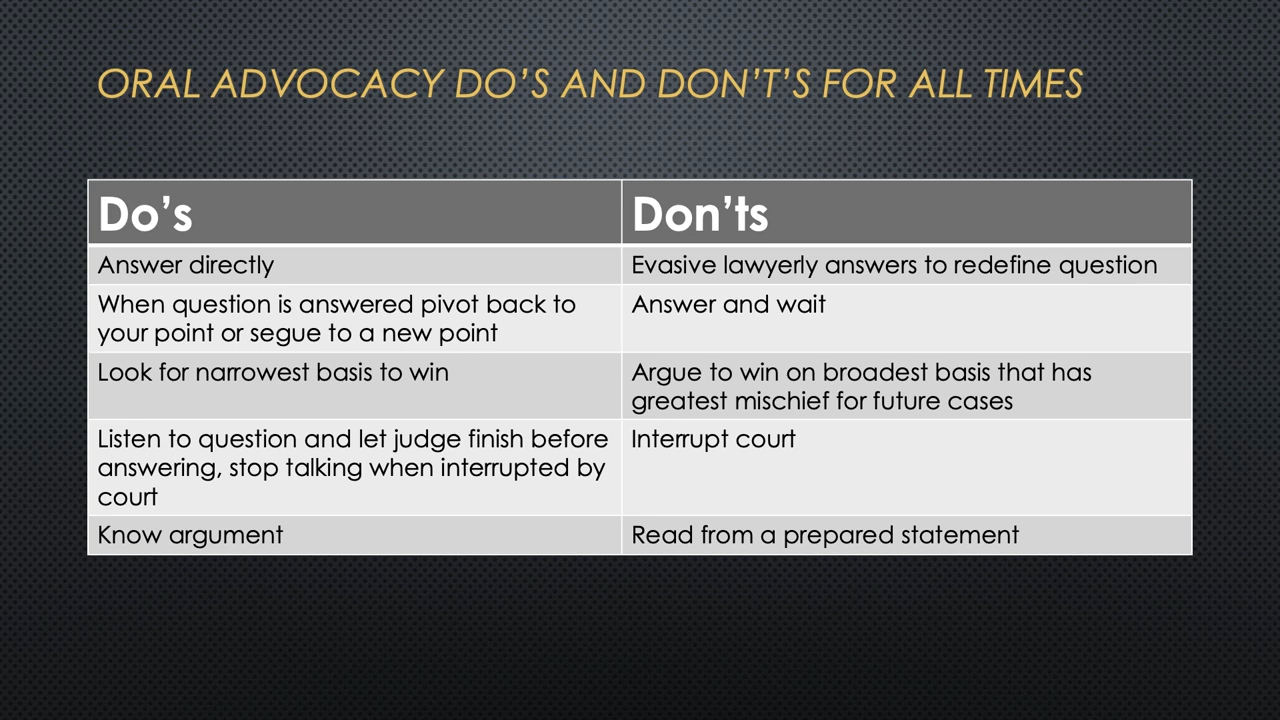 ORAL ADVOCACY DO’S AND DON’T’S FOR ALL TIMES
Do’s
Don’ts
Answer directly
Evasive lawyerly answers to redefine question
When question is answered pivot back to
your point or segue to a new point
Answer and wait
Look for narrowest basis to win
Argue to win on broadest basis that has
greatest mischief for future cases
Listen to question and let judge finish before
answering, stop talking when interrupted by
court
Interrupt court
Know argument
Read from a prepared statement